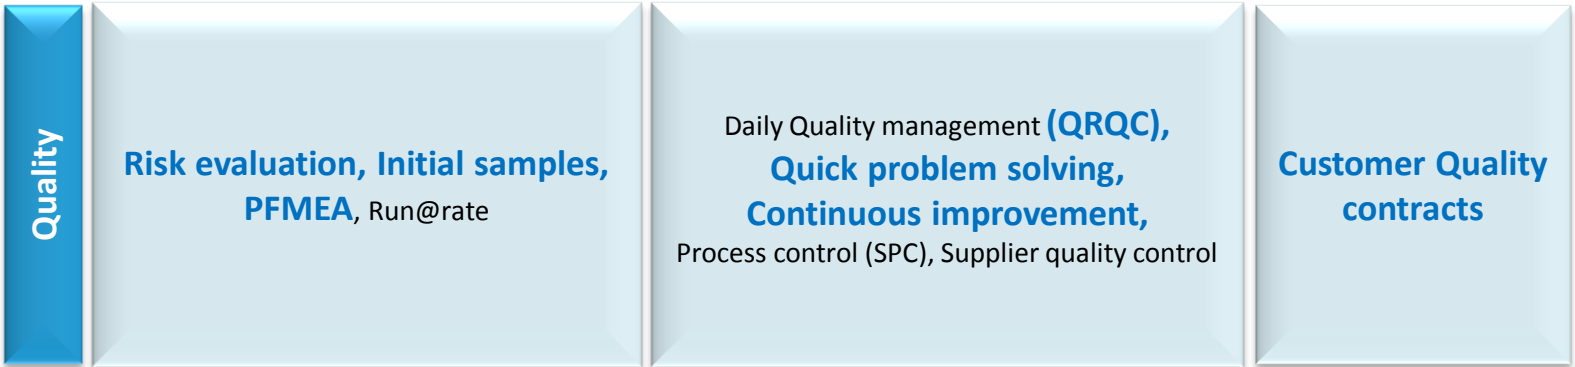 Quality
Risk evaluation, Initial samples,
PFMEA, Run@rate
Daily Quality management (QRQC),
Quick problem solving,
Continuous improvement,
Process control (SPC), Supplier quality control
Customer Quality
contracts